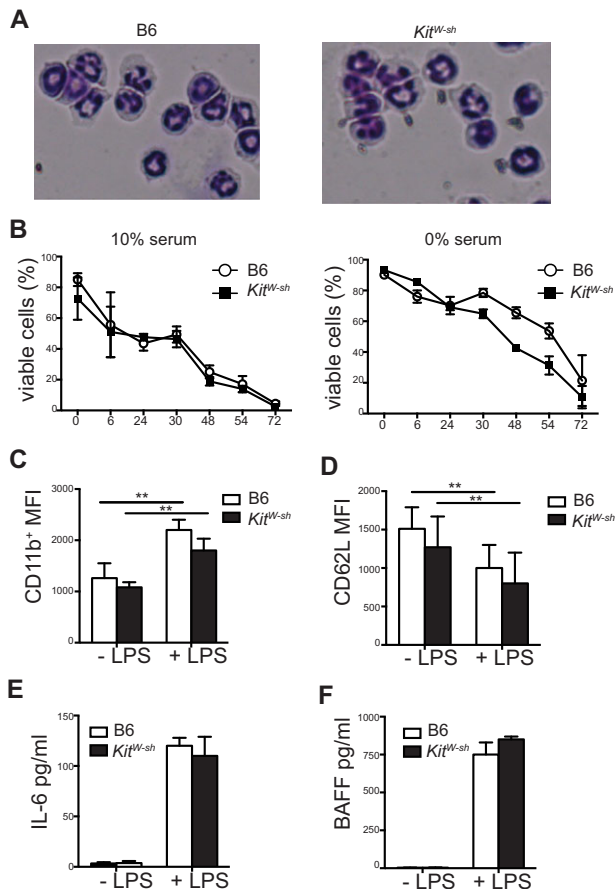 A
B6
Kit^W-sh
B
10% serum
0% serum
viable cells (%)
100
80
60
40
20
0
B6
Kit^W-sh
0 6 24 30 48 54 72
viable cells (%)
100
80
60
40
20
0
B6
Kit^W-sh
0 6 24 30 48 54 72
C
CD11b⁺ MFI
3000
2000
1000
0
**
**
B6
Kit^W-sh
- LPS + LPS
D
CD62L MFI
2000
1500
1000
500
0
**
**
B6
Kit^W-sh
- LPS + LPS
E
IL-6 pg/ml
150
100
50
0
B6
Kit^W-sh
- LPS + LPS
F
BAFF pg/ml
1000
750
500
250
0
B6
Kit^W-sh
- LPS + LPS